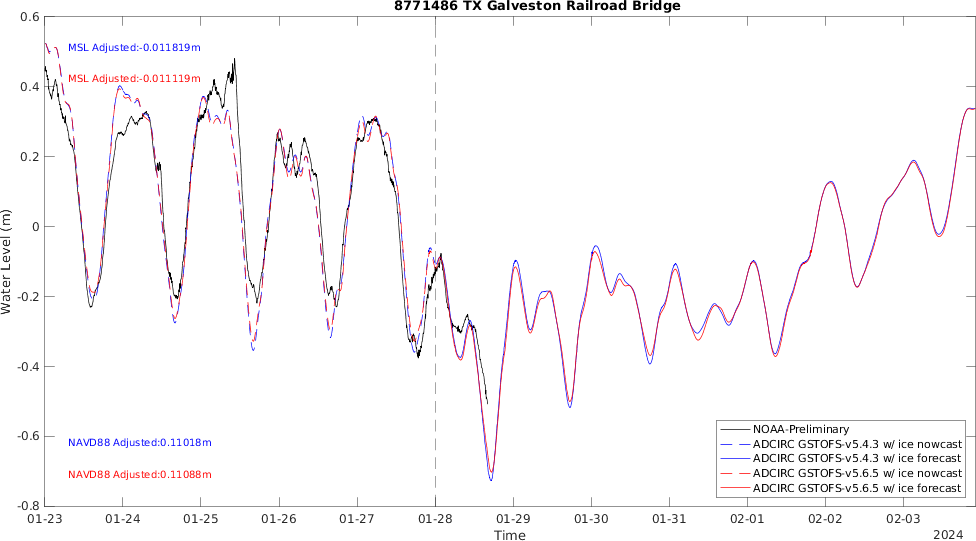 8771486 TX Galveston Railroad Bridge
0.6
0.4
0.2
0
-0.2
-0.4
-0.6
-0.8
Water Level (m)
MSL Adjusted:-0.011819m
MSL Adjusted:-0.011119m
NAVD88 Adjusted:0.11018m
NAVD88 Adjusted:0.11088m
NOAA-Preliminary
ADCIRC GSTOFS-v5.4.3 w/ ice nowcast
ADCIRC GSTOFS-v5.4.3 w/ ice forecast
ADCIRC GSTOFS-v5.6.5 w/ ice nowcast
ADCIRC GSTOFS-v5.6.5 w/ ice forecast
01-23 01-24 01-25 01-26 01-27 01-28 01-29 01-30 01-31 02-01 02-02 02-03
Time
2024